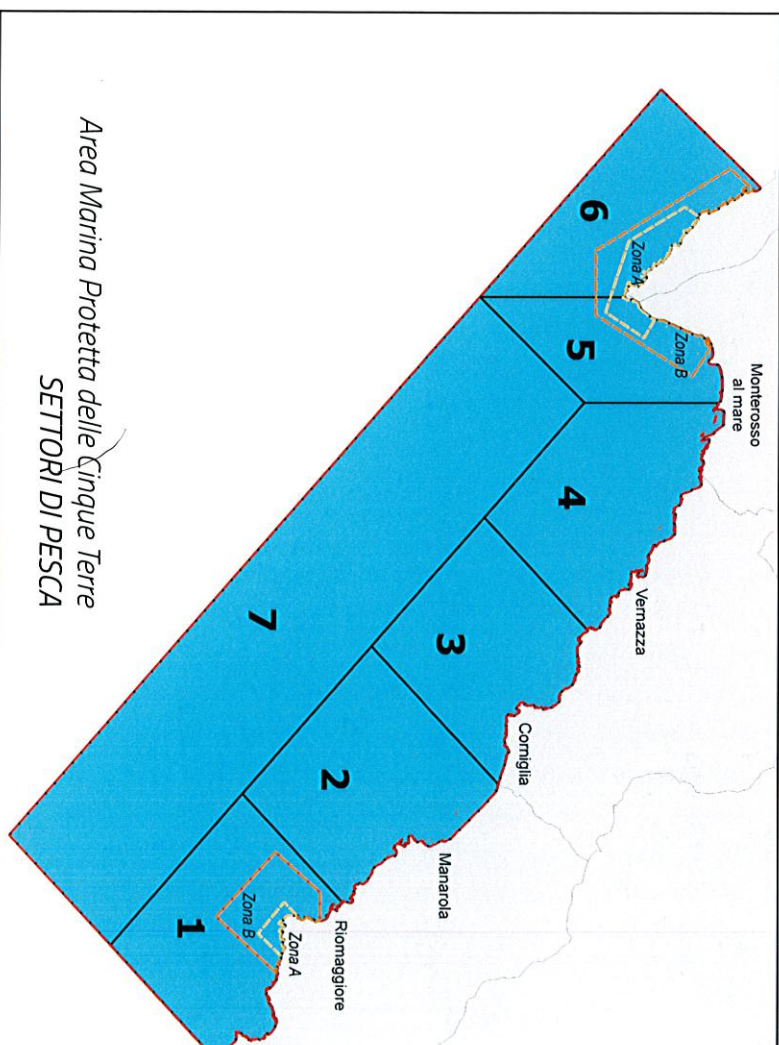 Area Marina Protetta delle Cinque Terre
SETTORI DI PESCA
Monterosso
al mare
Vernazza
Corniglia
Manarola
Riomaggiore
6
Zona A
Zona B
5
4
3
7
2
1
Zona B
Zona A